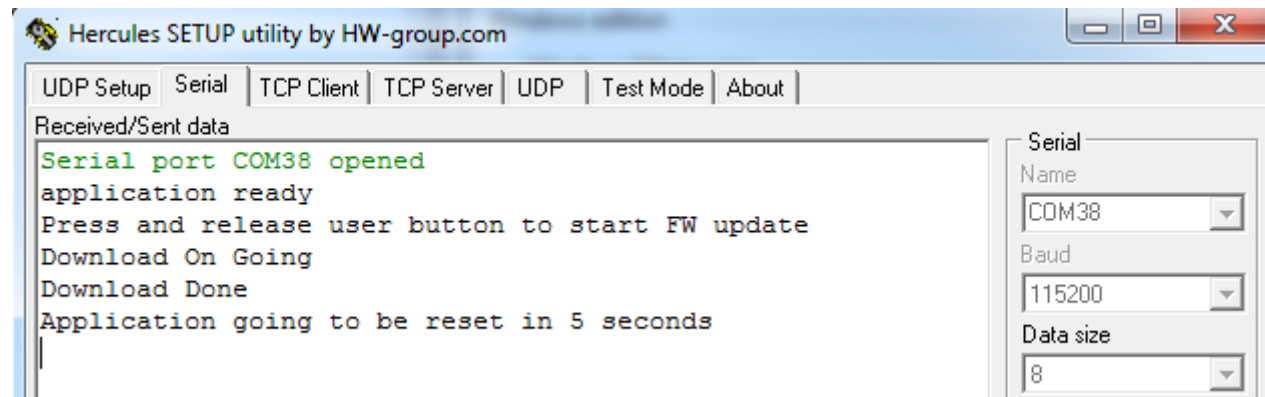 Hercules SETUP utility by HW-group.com
UDP Setup Serial TCP Client TCP Server UDP Test Mode About
Received/Sent data
Serial port COM38 opened
application ready
Press and release user button to start FW update
Download On Going
Download Done
Application going to be reset in 5 seconds
Serial
Name
COM38
Baud
115200
Data size
8